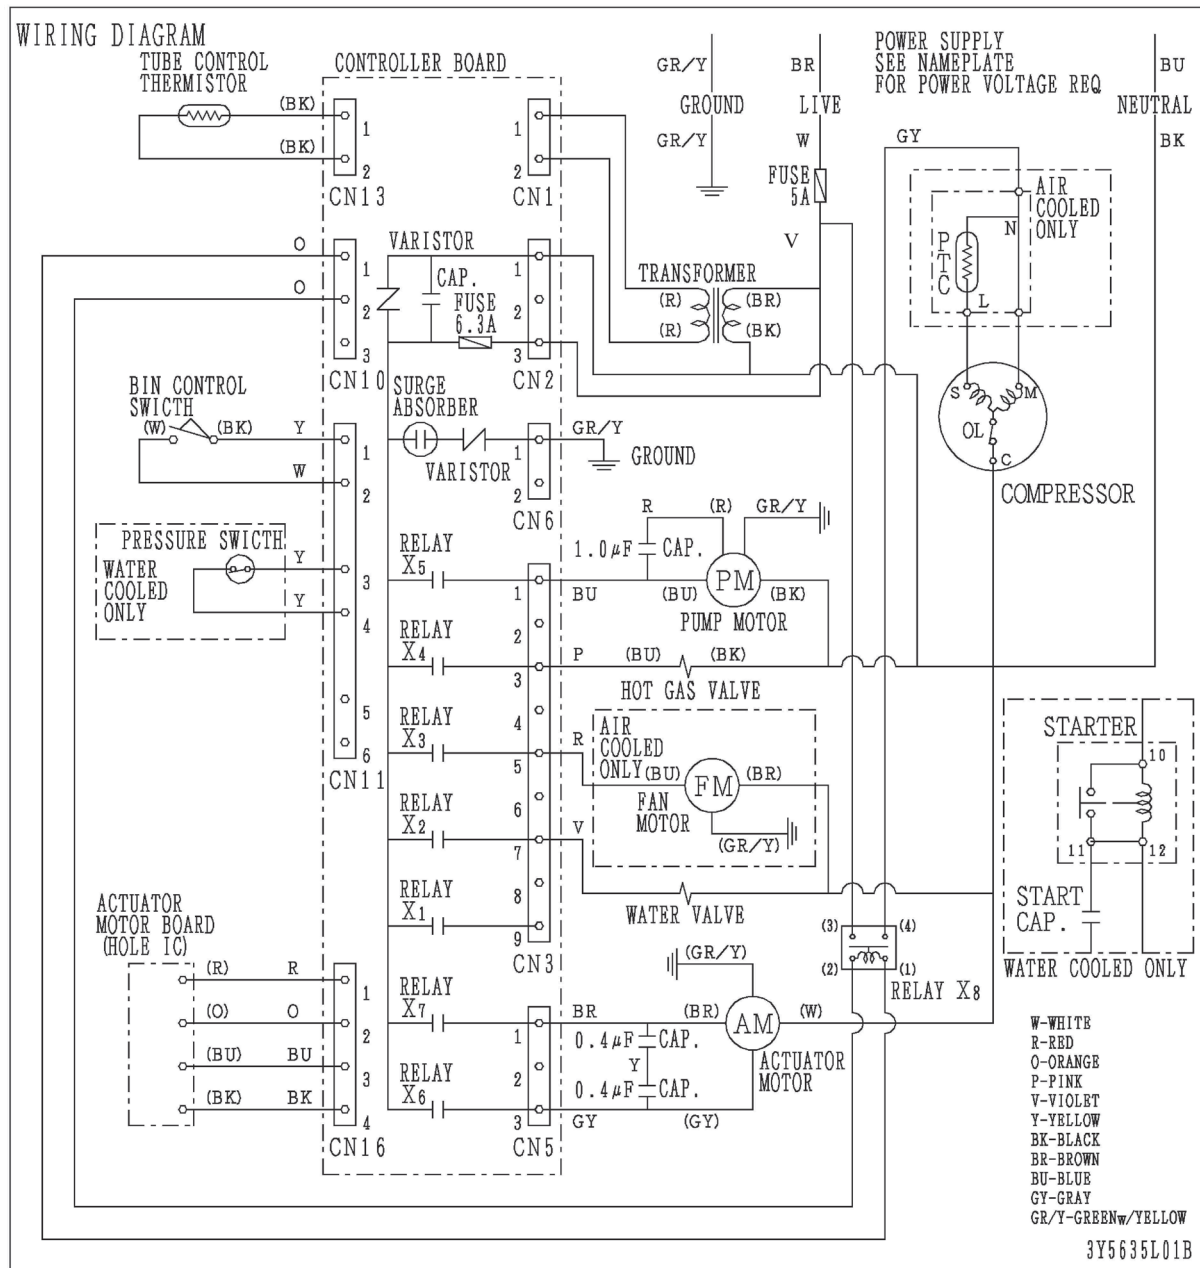 WIRING DIAGRAM
TUBE CONTROL
THERMISTOR
CONTROLLER BOARD
(BK)
(BK)
1
2
CN13
1
2
CN1
GR/Y
GROUND
GR/Y
BR
LIVE
W
FUSE
5A
V
POWER SUPPLY
SEE NAMEPLATE
FOR POWER VOLTAGE REQ
BU
NEUTRAL
BK
GY
AIR
COOLED
ONLY
N
PTC
L
S
M
OL
C
COMPRESSOR
O
O
1
2
3
CN10
VARISTOR
CAP.
FUSE
6.3A
1
2
3
CN2
TRANSFORMER
(R)
(R)
(BR)
(BK)
BIN CONTROL
SWICTH
(W)
(BK)
Y
W
1
2
SURGE
ABSORBER
VARISTOR
1
2
CN6
GR/Y
GROUND
PRESSURE SWICTH
WATER
COOLED
ONLY
Y
Y
3
4
5
6
CN11
RELAY
X5
RELAY
X4
RELAY
X3
RELAY
X2
RELAY
X1
1
2
3
4
5
6
7
8
9
CN3
R
(R)
GR/Y
1.0μF
CAP.
BU
(BU)
PM
(BK)
PUMP MOTOR
P
(BU)
(BK)
HOT GAS VALVE
R
AIR
COOLED
ONLY
(BU)
FM
(BR)
FAN
MOTOR
(GR/Y)
V
WATER VALVE
STARTER
10
11
12
START
CAP.
WATER COOLED ONLY
(3)
(4)
(2)
(1)
RELAY X8
ACTUATOR
MOTOR BOARD
(HOLE IC)
(R)
R
(O)
O
(BU)
BU
(BK)
BK
1
2
3
4
CN16
RELAY
X7
RELAY
X6
1
2
3
CN5
(GR/Y)
BR
(BR)
AM
(W)
0.4μF
CAP.
Y
0.4μF
CAP.
ACTUATOR
MOTOR
GY
(GY)
W-WHITE
R-RED
O-ORANGE
P-PINK
V-VIOLET
Y-YELLOW
BK-BLACK
BR-BROWN
BU-BLUE
GY-GRAY
GR/Y-GREENw/YELLOW
3Y5635L01B